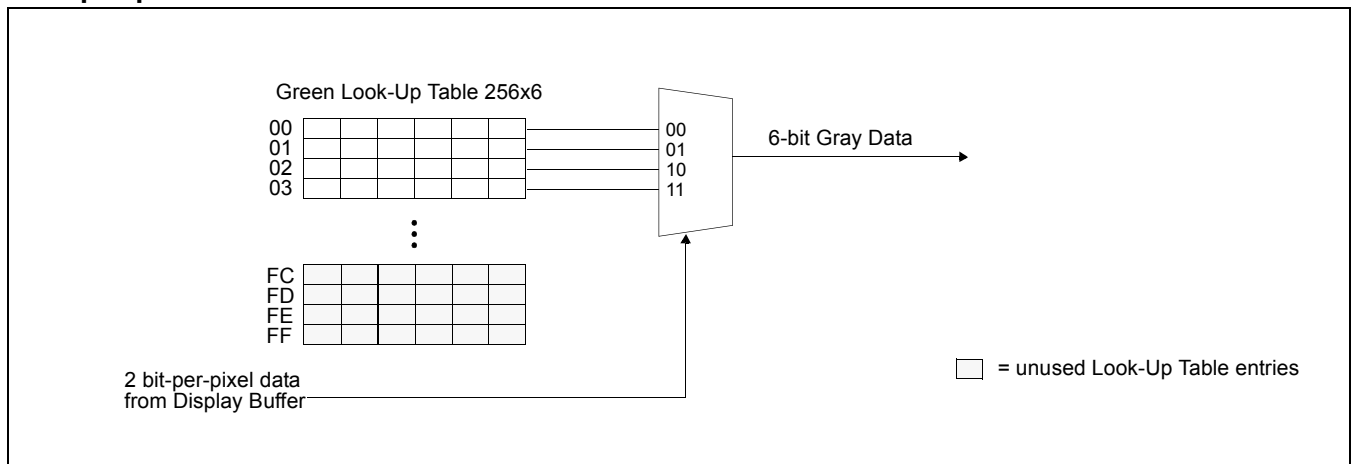 Green Look-Up Table 256x6
00
01
02
03
00
01
10
11
6-bit Gray Data
FC
FD
FE
FF
2 bit-per-pixel data
from Display Buffer
= unused Look-Up Table entries